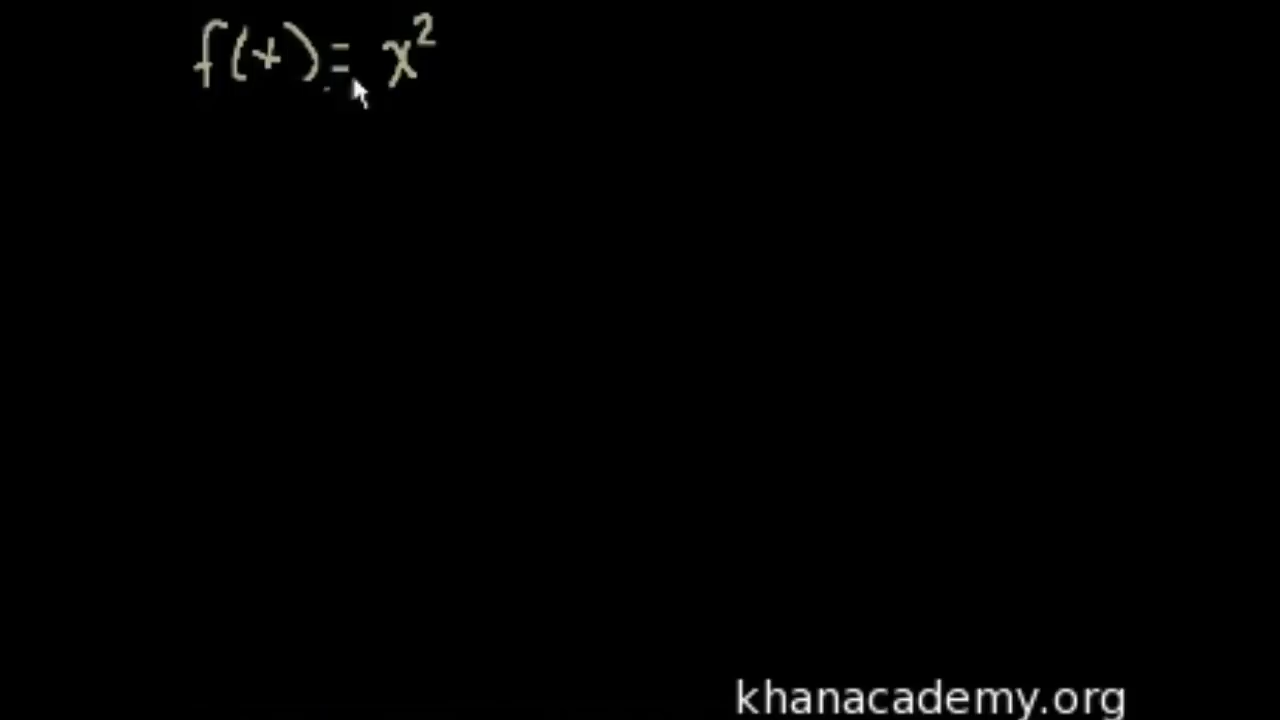 f(x) = x²
khanacademy.org